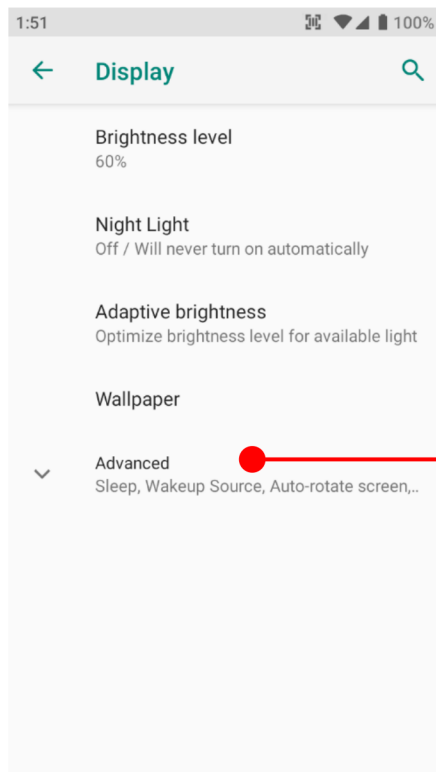 1:51 100%
Display
Brightness level
60%
Night Light
Off / Will never turn on automatically
Adaptive brightness
Optimize brightness level for available light
Wallpaper
Advanced
Sleep, Wakeup Source, Auto-rotate screen,..